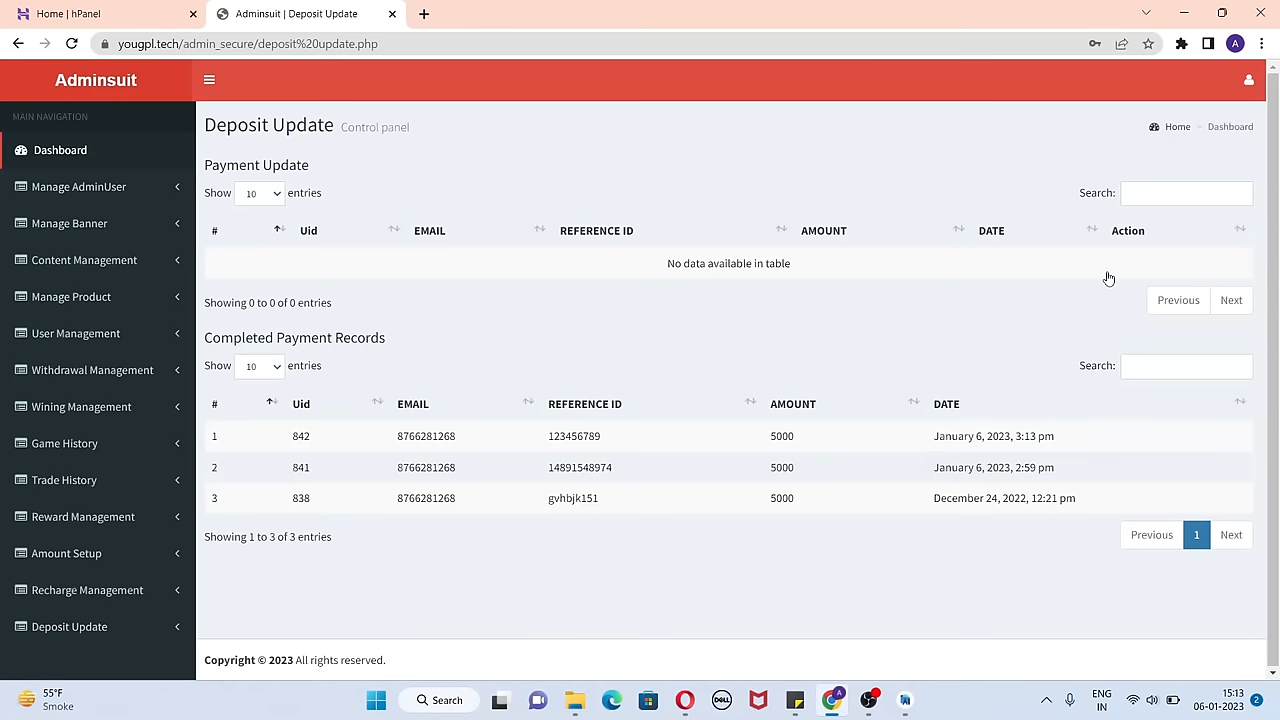 Home | hPanel
Adminsuit | Deposit Update
yougpl.tech/admin_secure/deposit%20update.php
A
Adminsuit
MAIN NAVIGATION
Dashboard
Manage AdminUser
Manage Banner
Content Management
Manage Product
User Management
Withdrawal Management
Wining Management
Game History
Trade History
Reward Management
Amount Setup
Recharge Management
Deposit Update
Deposit Update Control panel
Home > Dashboard
Payment Update
Show 10 entries
Search:
# Uid EMAIL REFERENCE ID AMOUNT DATE Action
No data available in table
Showing 0 to 0 of 0 entries
Previous Next
Completed Payment Records
Show 10 entries
Search:
# Uid EMAIL REFERENCE ID AMOUNT DATE
1 842 8766281268 123456789 5000 January 6, 2023, 3:13 pm
2 841 8766281268 14891548974 5000 January 6, 2023, 2:59 pm
3 838 8766281268 gvhbjk151 5000 December 24, 2022, 12:21 pm
Showing 1 to 3 of 3 entries
Previous 1 Next
Copyright © 2023 All rights reserved.
55°F
Smoke
Search
DELL
A
ENG
IN
15:13
06-01-2023
2